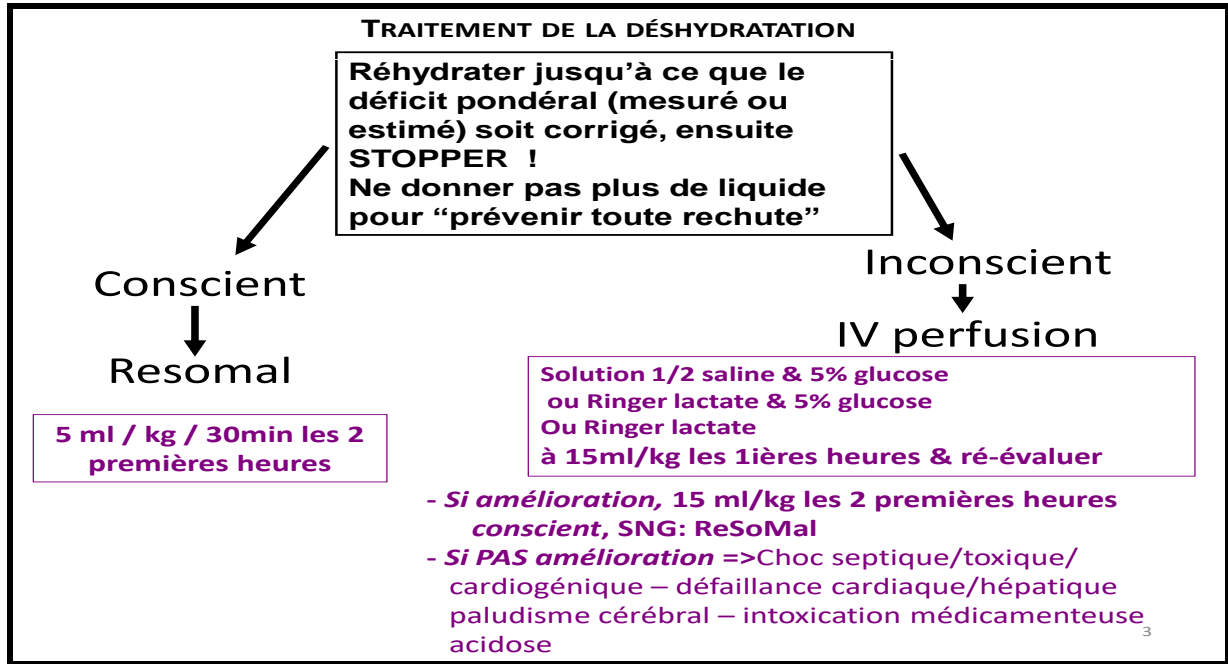 TRAITEMENT DE LA DÉSHYDRATATION
Réhydrater jusqu’à ce que le
déficit pondéral (mesuré ou
estimé) soit corrigé, ensuite
STOPPER !
Ne donner pas plus de liquide
pour “prévenir toute rechute”
Conscient
Resomal
5 ml / kg / 30min les 2
premières heures
Inconscient
IV perfusion
Solution 1/2 saline & 5% glucose
ou Ringer lactate & 5% glucose
Ou Ringer lactate
à 15ml/kg les 1ières heures & ré-évaluer
- Si amélioration, 15 ml/kg les 2 premières heures
conscient, SNG: ReSoMal
- Si PAS amélioration =>Choc septique/toxique/
cardiogénique – défaillance cardiaque/hépatique
paludisme cérébral – intoxication médicamenteuse
acidose
3